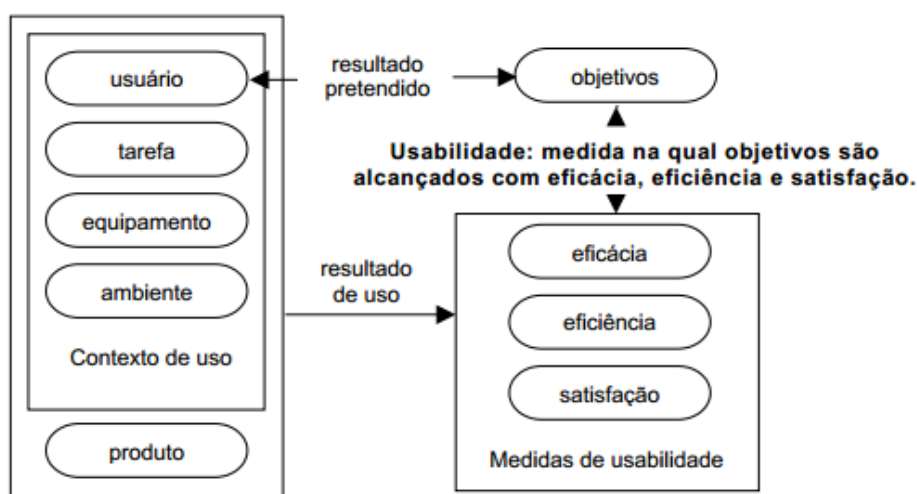 usuário
tarefa
equipamento
ambiente
Contexto de uso
produto
resultado
pretendido
objetivos
Usabilidade: medida na qual objetivos são
alcançados com eficácia, eficiência e satisfação.
resultado
de uso
eficácia
eficiência
satisfação
Medidas de usabilidade